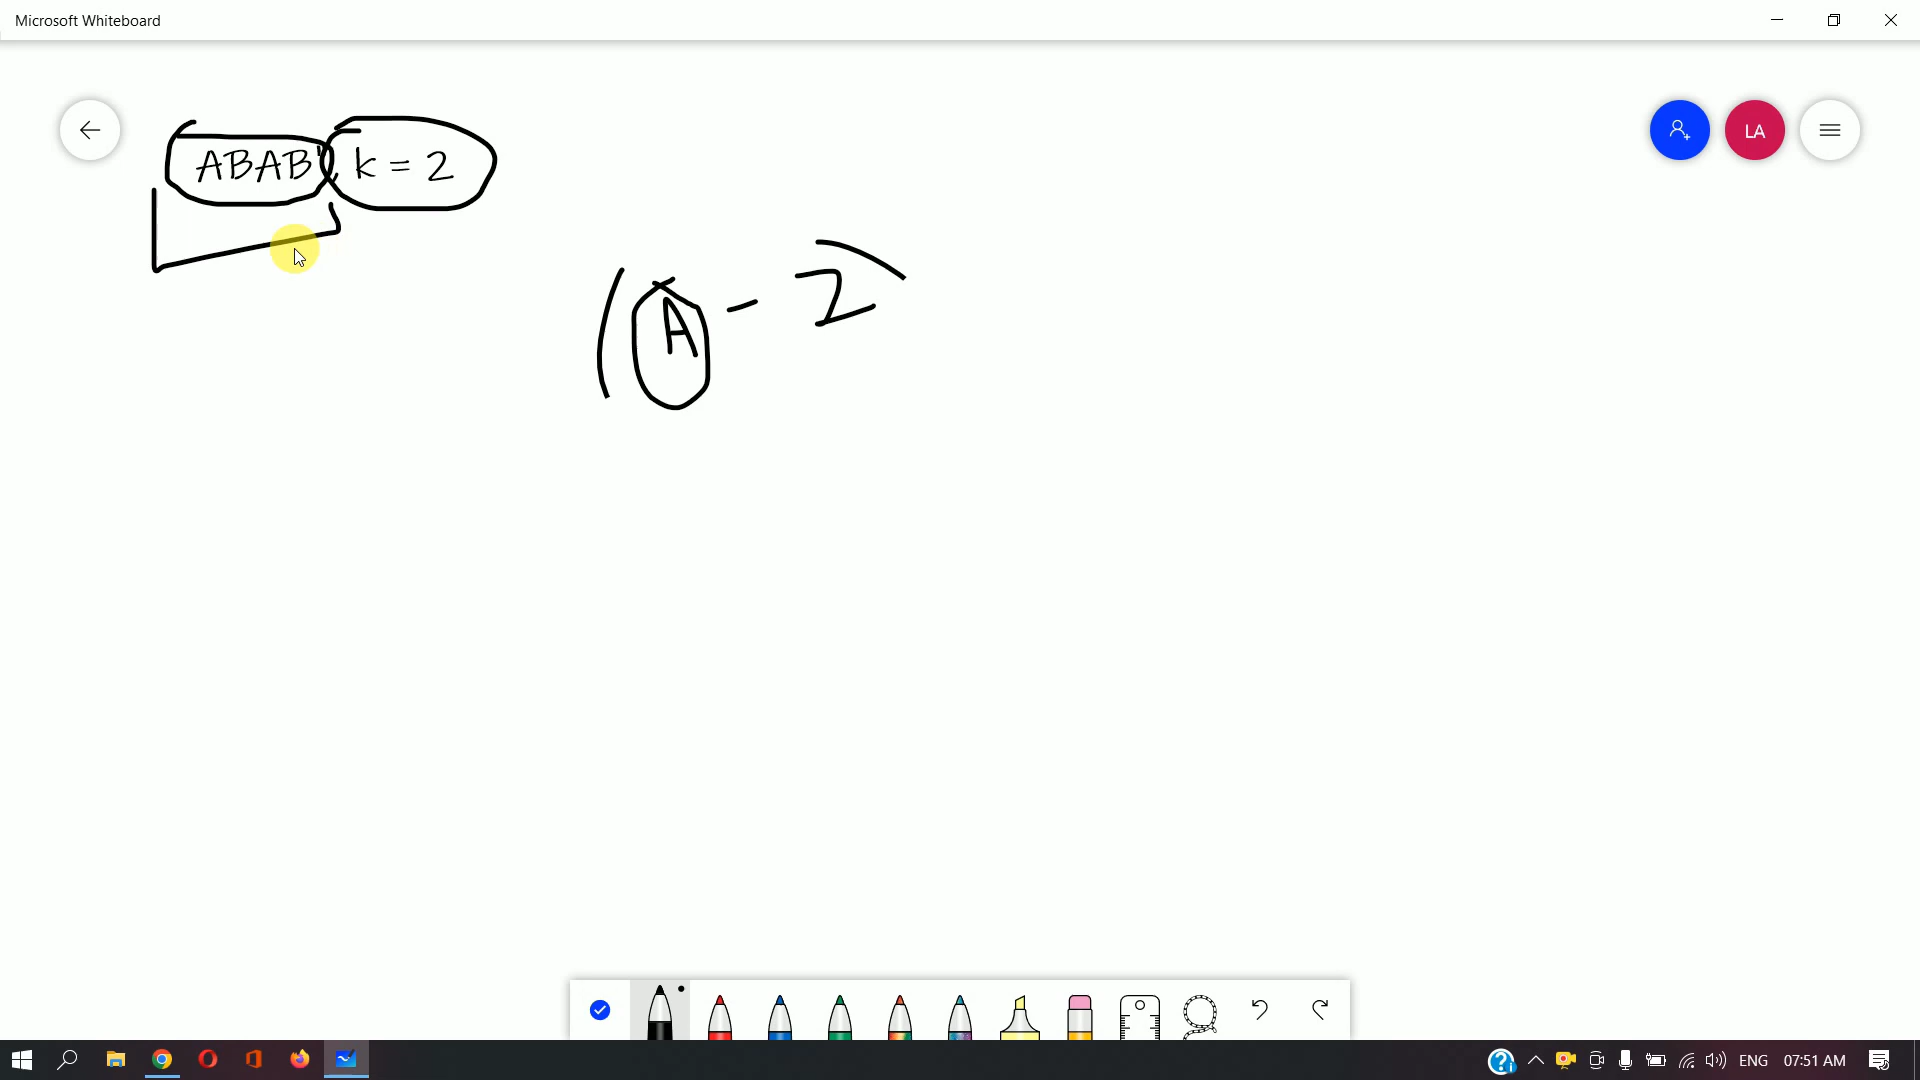 Microsoft Whiteboard
LA
ABAB', k = 2
(A - 2
ENG 07:51 AM